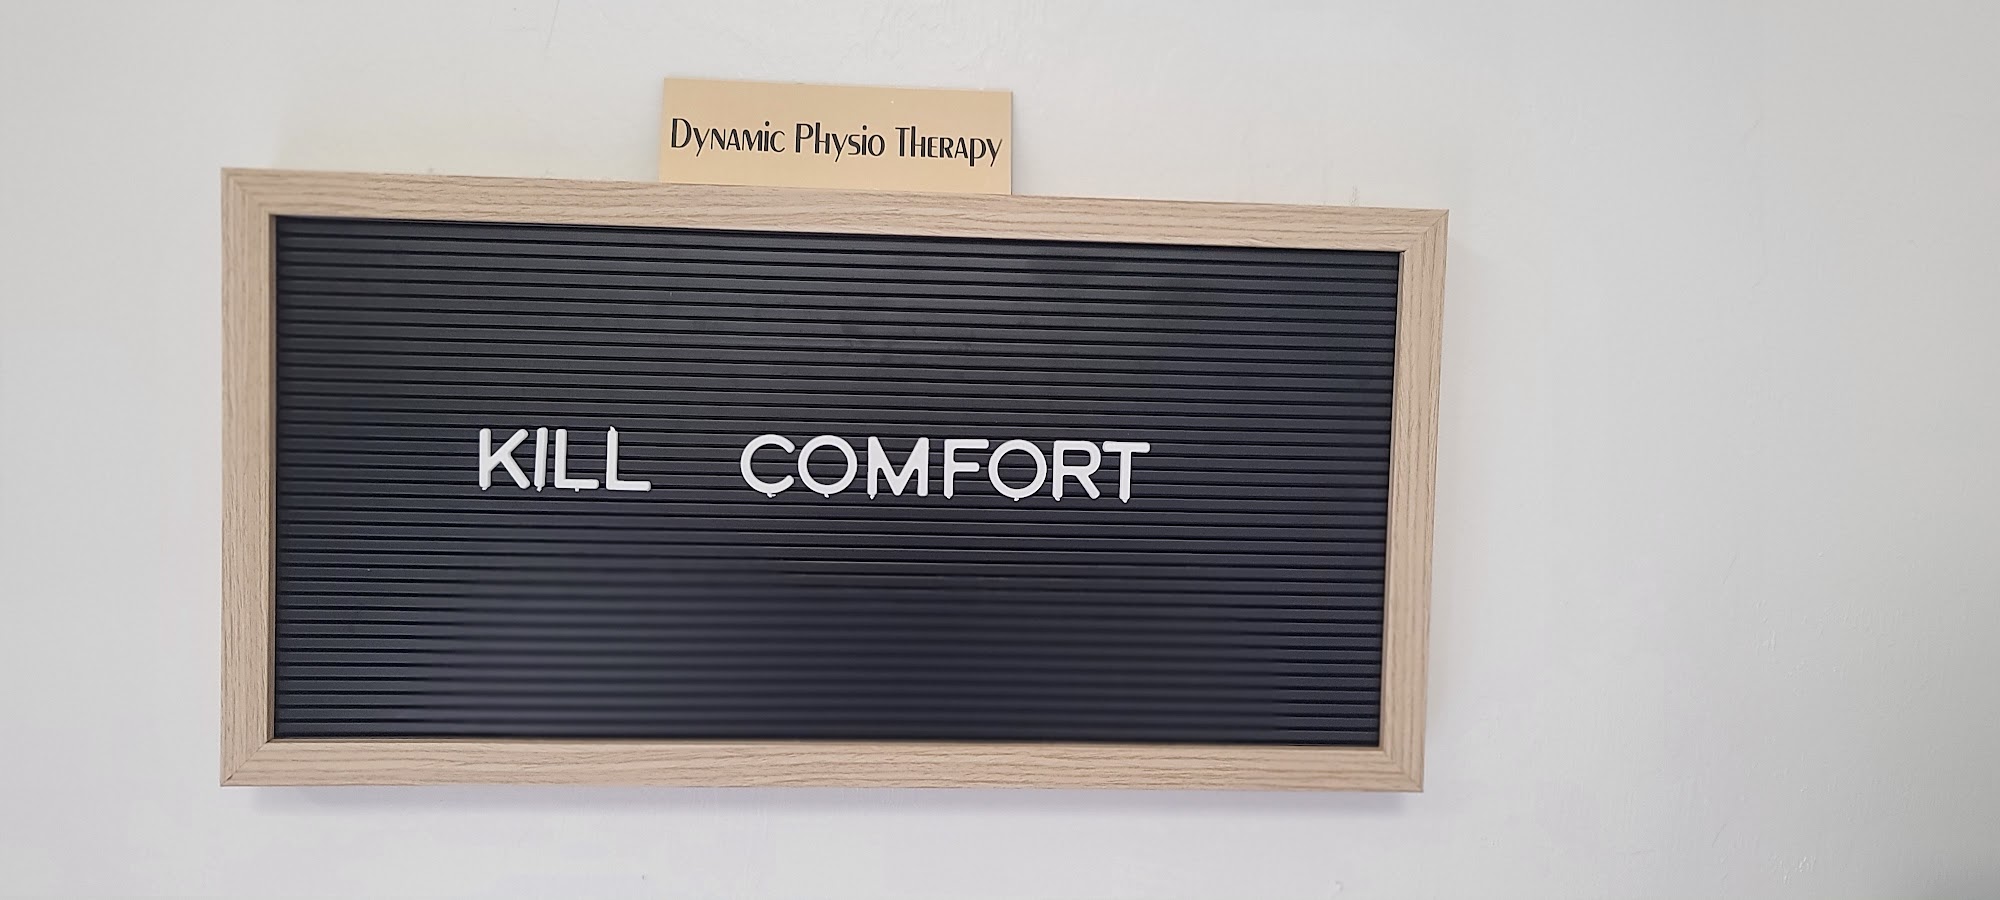 Dynamic Physio Therapy
KILL COMFORT